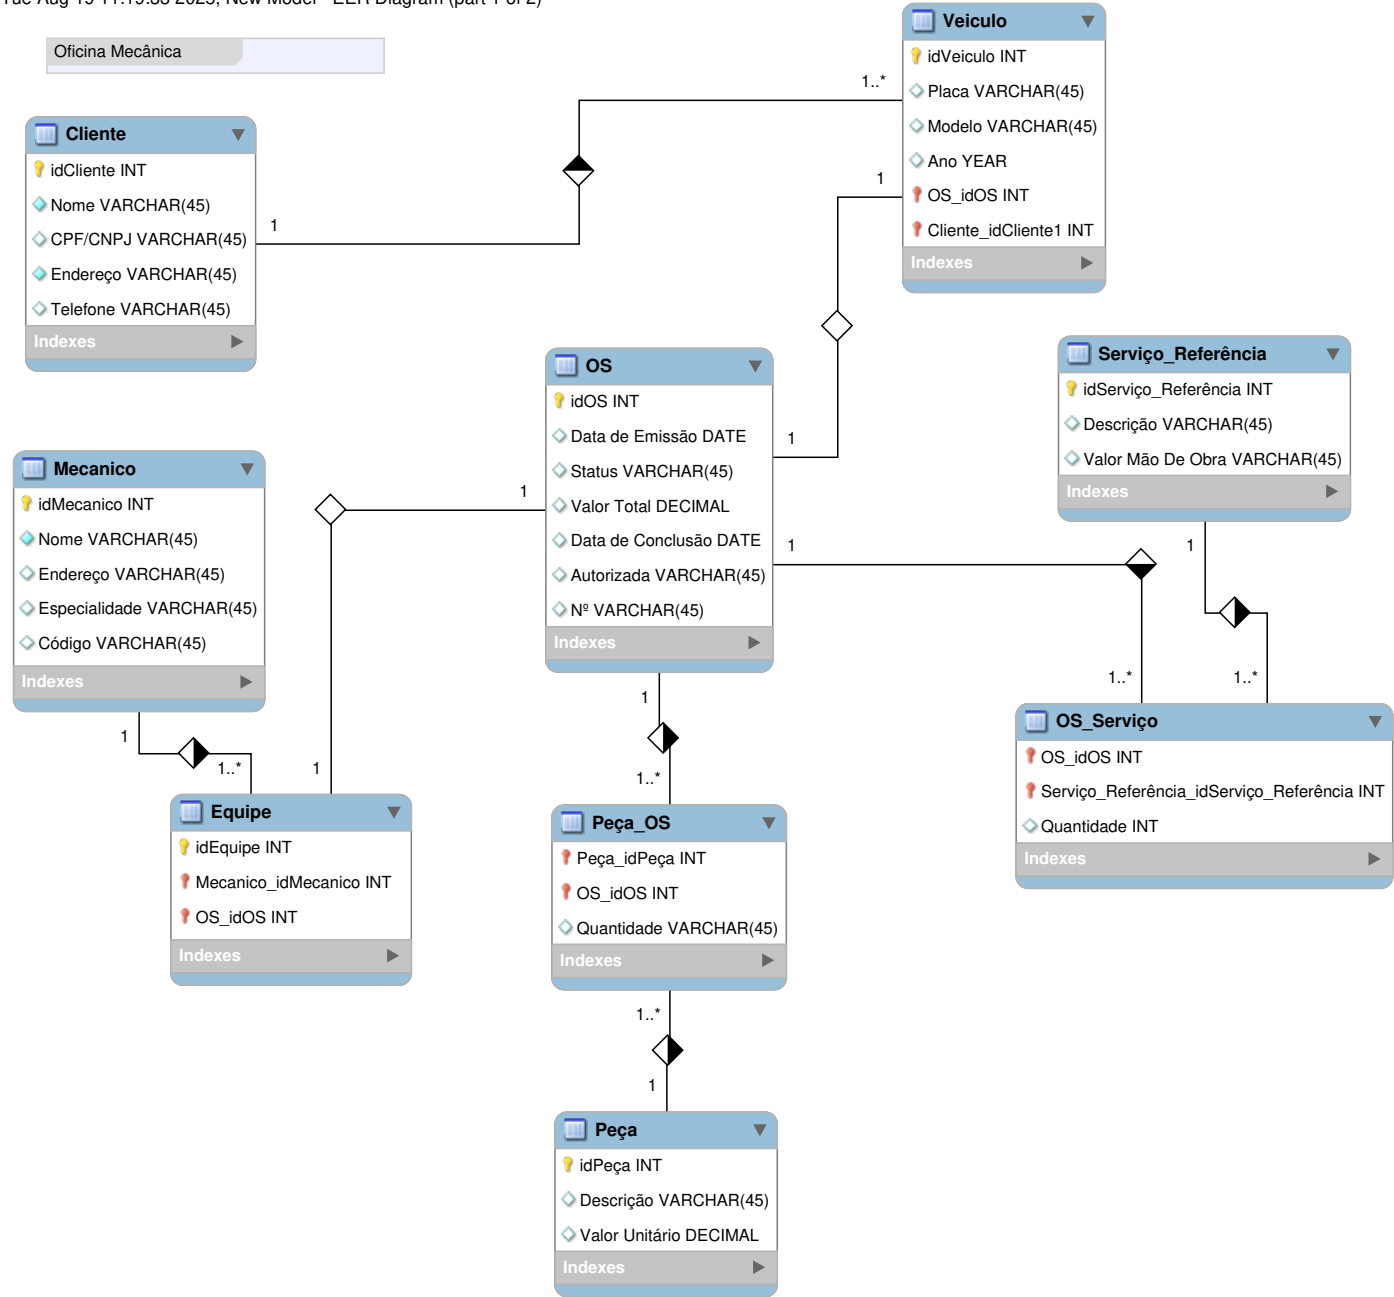 Oficina Mecânica
Veiculo
idVeiculo INT
Placa VARCHAR(45)
Modelo VARCHAR(45)
Ano YEAR
OS_idOS INT
Cliente_idCliente1 INT
Indexes
1..*
1
Cliente
idCliente INT
Nome VARCHAR(45)
CPF/CNPJ VARCHAR(45)
Endereço VARCHAR(45)
Telefone VARCHAR(45)
Indexes
1
OS
idOS INT
Data de Emissão DATE
Status VARCHAR(45)
Valor Total DECIMAL
Data de Conclusão DATE
Autorizada VARCHAR(45)
Nº VARCHAR(45)
Indexes
1
1
1
1
Serviço_Referência
idServiço_Referência INT
Descrição VARCHAR(45)
Valor Mão De Obra VARCHAR(45)
Indexes
1
Mecanico
idMecanico INT
Nome VARCHAR(45)
Endereço VARCHAR(45)
Especialidade VARCHAR(45)
Código VARCHAR(45)
Indexes
1
1..*
1
1..*
1..*
1..*
OS_Serviço
OS_idOS INT
Serviço_Referência_idServiço_Referência INT
Quantidade INT
Indexes
Equipe
idEquipe INT
Mecanico_idMecanico INT
OS_idOS INT
Indexes
Peça_OS
Peça_idPeça INT
OS_idOS INT
Quantidade VARCHAR(45)
Indexes
1..*
1
Peça
idPeça INT
Descrição VARCHAR(45)
Valor Unitário DECIMAL
Indexes